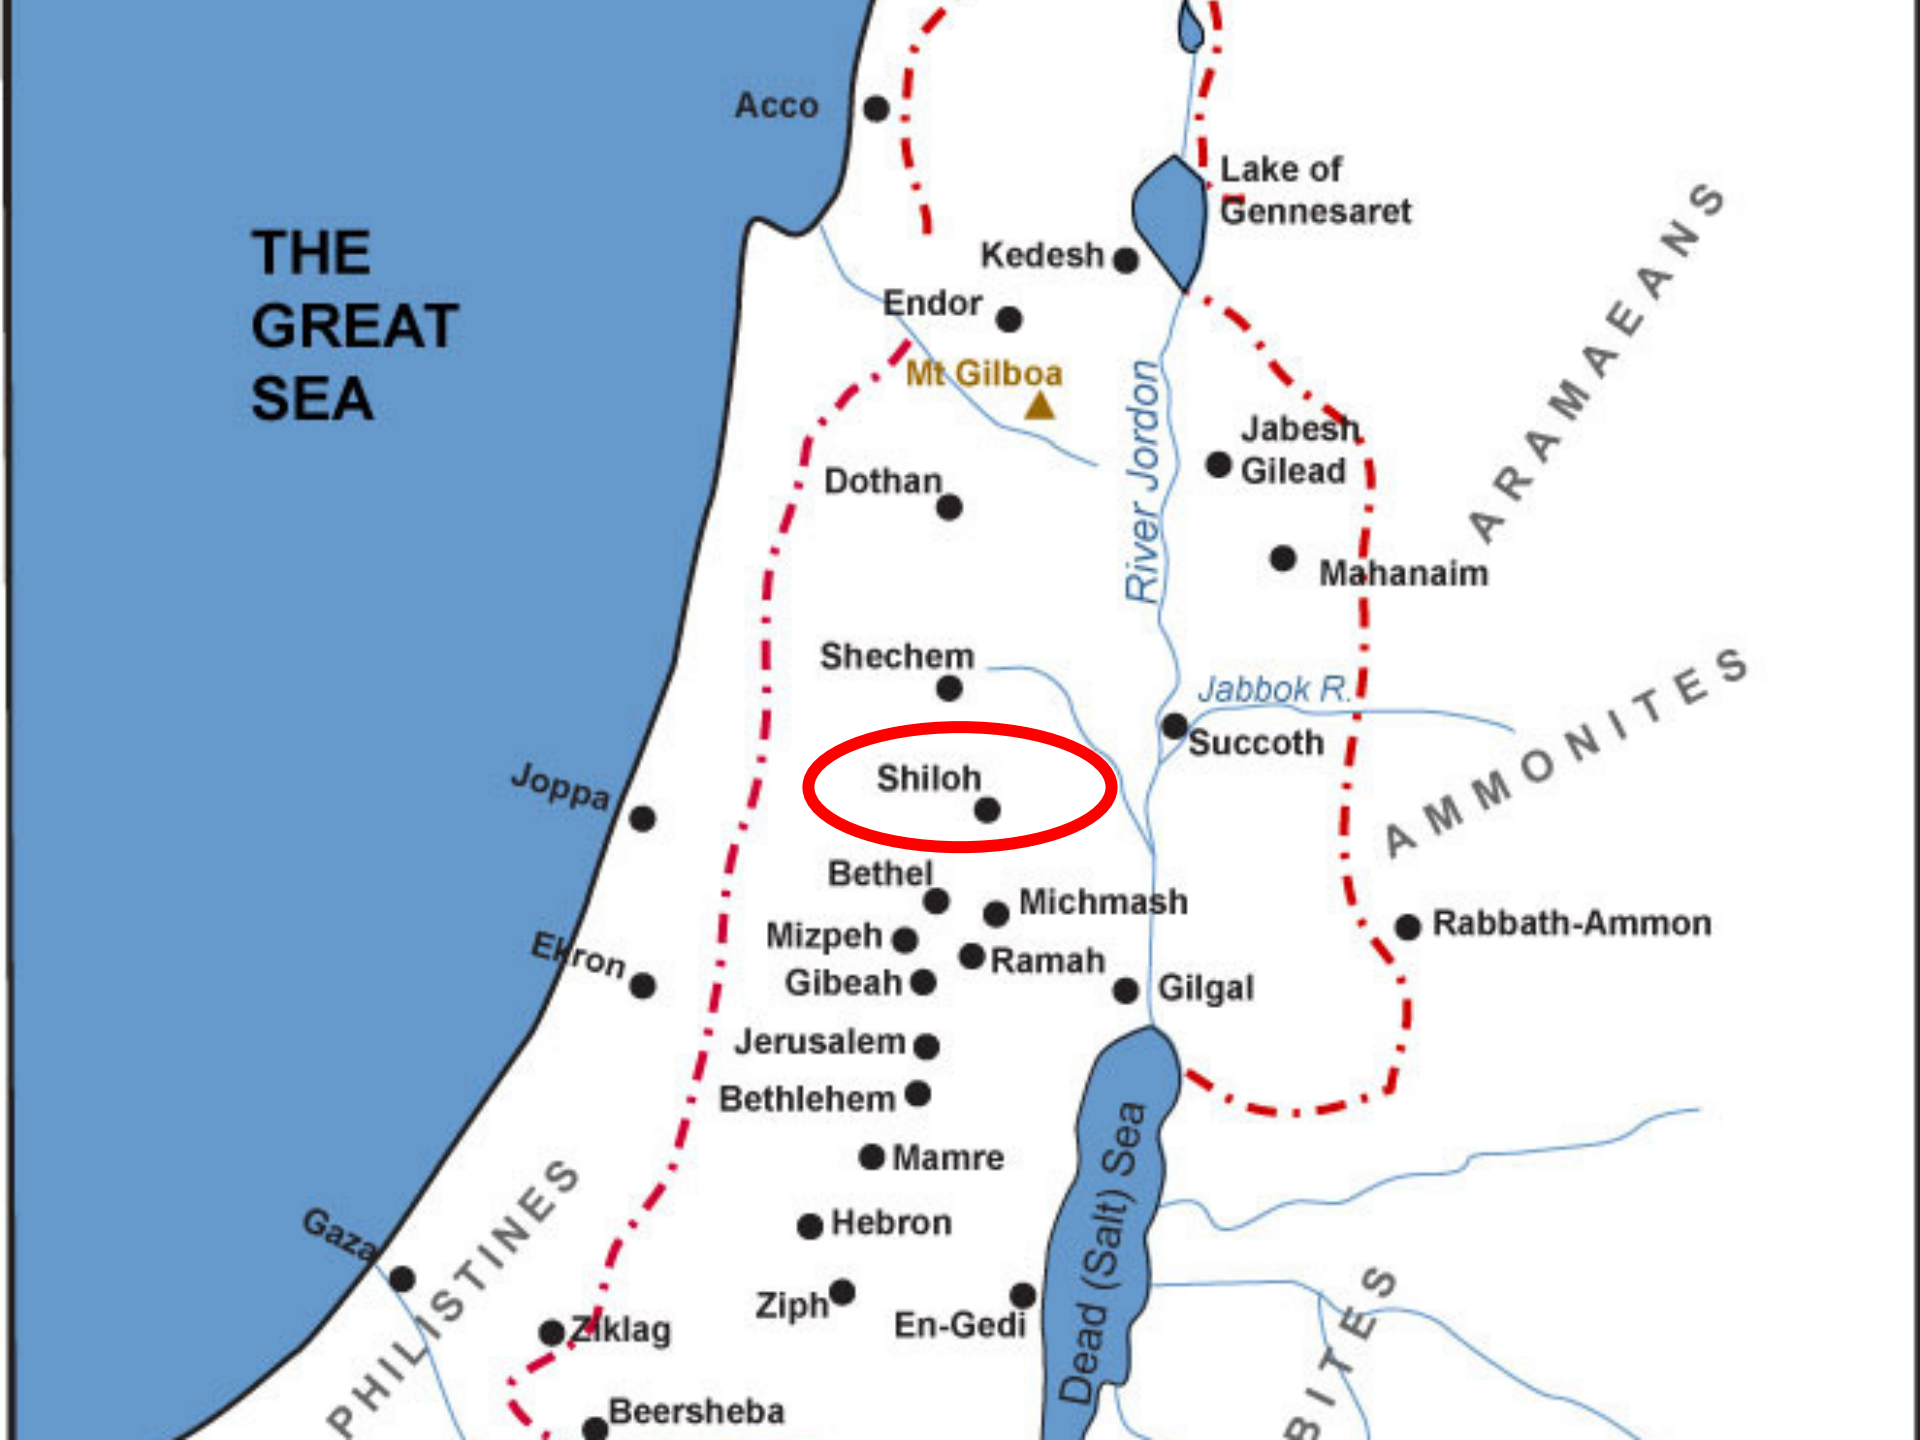 Acco
Lake of
Gennesaret
THE
GREAT
SEA
Kedesh
Endor
Mt Gilboa
ARAMAEANS
River Jordon
Jabesh
Gilead
Dothan
Mahanaim
Shechem
Jabbok R.
Succoth
AMMONITES
Joppa
Shiloh
Bethel
Michmash
Mizpeh
Ramah
Rabbath-Ammon
Ekron
Gibeah
Gilgal
Jerusalem
Bethlehem
Mamre
Dead (Salt) Sea
PHILISTINES
Gaza
Hebron
Ziph
En-Gedi
Ziklag
BITES
Beersheba